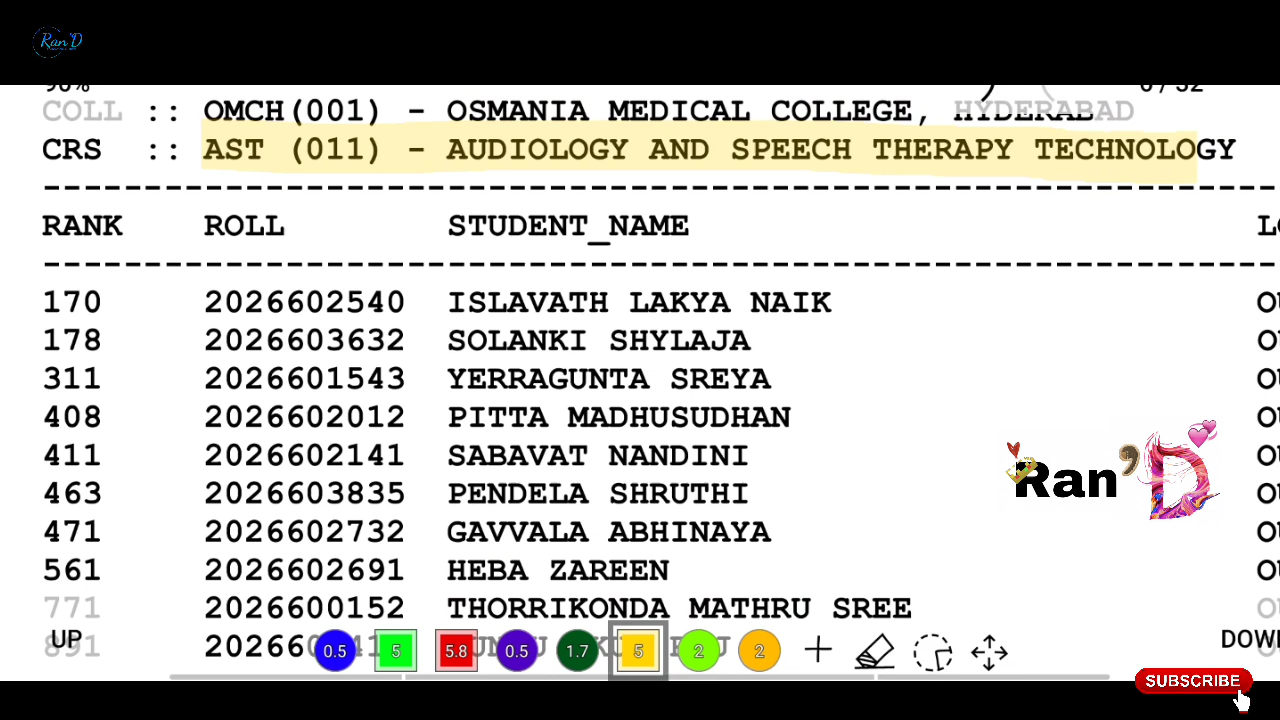 Ran'D
COLL :: OMCH(001) - OSMANIA MEDICAL COLLEGE, HYDERABAD
CRS :: AST (011) - AUDIOLOGY AND SPEECH THERAPY TECHNOLOGY
RANK ROLL STUDENT_NAME
170 2026602540 ISLAVATH LAKYA NAIK
178 2026603632 SOLANKI SHYLAJA
311 2026601543 YERRAGUNTA SREYA
408 2026602012 PITTA MADHUSUDHAN
411 2026602141 SABAVAT NANDINI
463 2026603835 PENDELA SHRUTHI
471 2026602732 GAVVALA ABHINAYA
561 2026602691 HEBA ZAREEN
771 2026600152 THORRIKONDA MATHRU SREE
891
Ran'D
UP 0.5 5 5.8 0.5 1.7 5 2 2
SUBSCRIBE